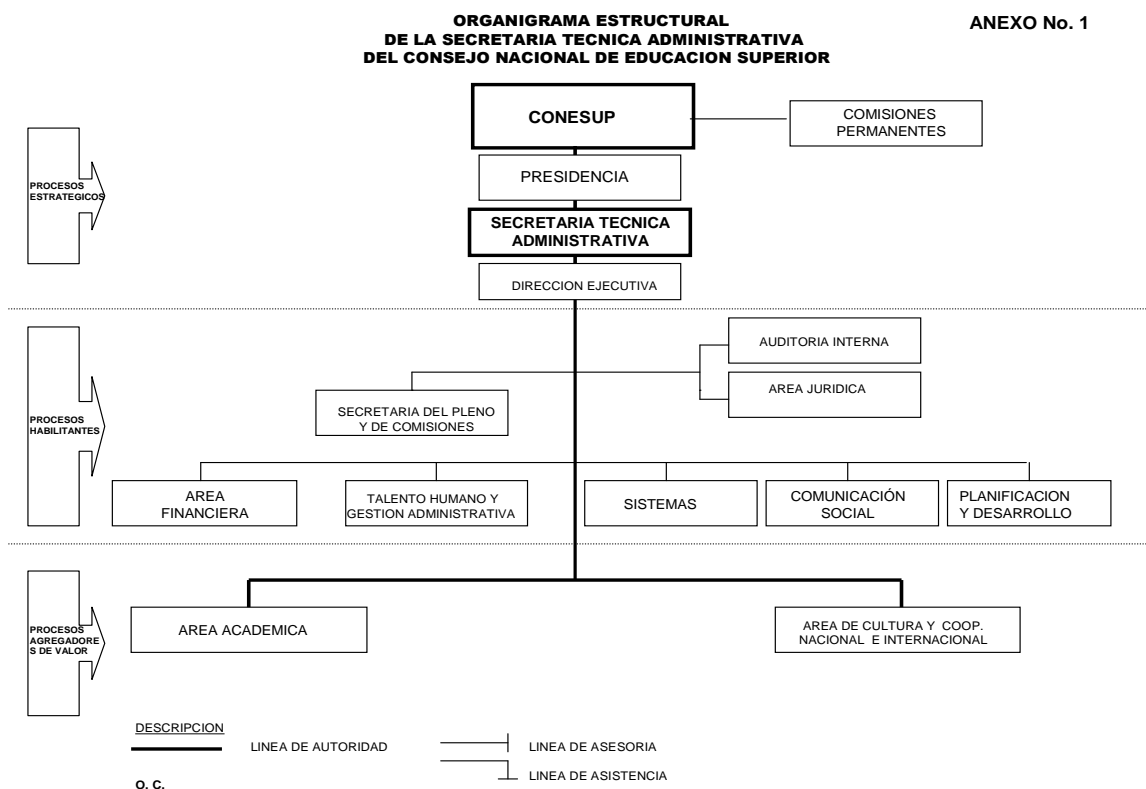 ORGANIGRAMA ESTRUCTURAL
DE LA SECRETARIA TECNICA ADMINISTRATIVA
DEL CONSEJO NACIONAL DE EDUCACION SUPERIOR
ANEXO No. 1
CONESUP
COMISIONES
PERMANENTES
PRESIDENCIA
PROCESOS
ESTRATEGICOS
SECRETARIA TECNICA
ADMINISTRATIVA
DIRECCION EJECUTIVA
AUDITORIA INTERNA
AREA JURIDICA
SECRETARIA DEL PLENO
Y DE COMISIONES
PROCESOS
HABILITANTES
AREA
FINANCIERA
TALENTO HUMANO Y
GESTION ADMINISTRATIVA
SISTEMAS
COMUNICACIÓN
SOCIAL
PLANIFICACION
Y DESARROLLO
PROCESOS
AGREGADORE
S DE VALOR
AREA ACADEMICA
AREA DE CULTURA Y COOP.
NACIONAL E INTERNACIONAL
DESCRIPCION
LINEA DE AUTORIDAD
LINEA DE ASESORIA
LINEA DE ASISTENCIA
O. C.